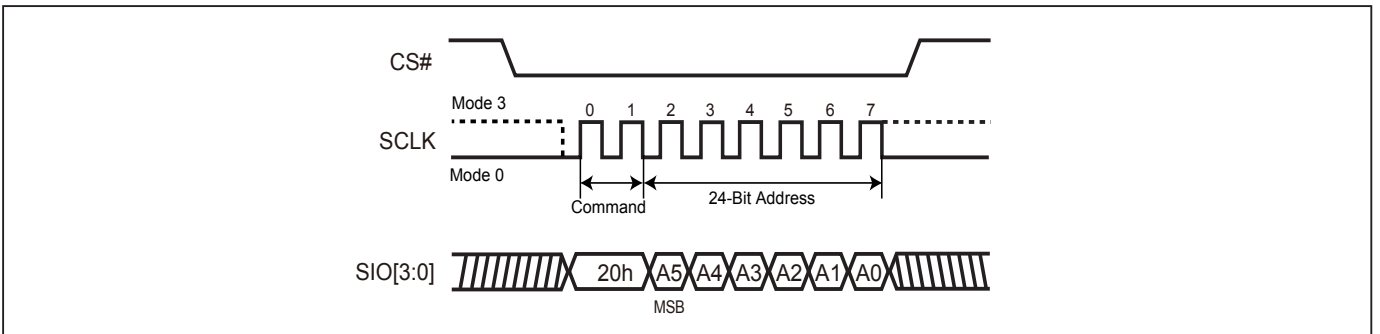 CS#
Mode 3
0 1 2 3 4 5 6 7
SCLK
Mode 0
Command
24-Bit Address
SIO[3:0]
20h A5 A4 A3 A2 A1 A0
MSB